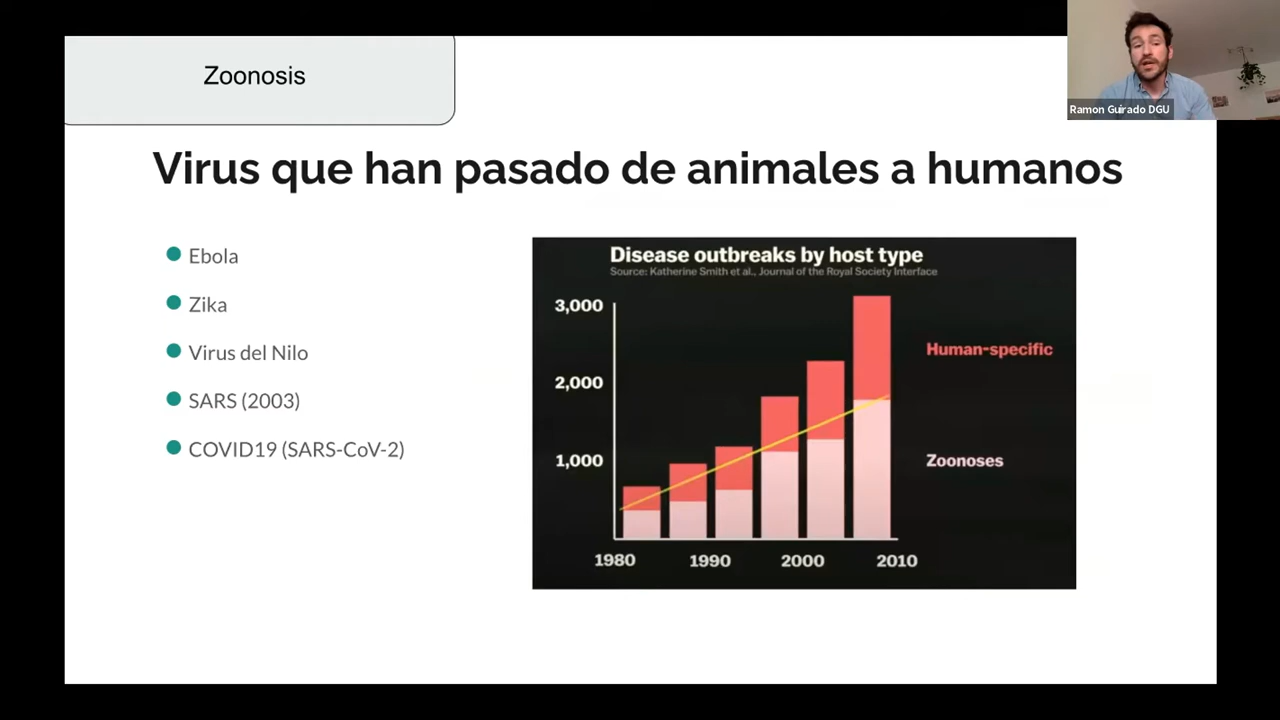 Zoonosis
Ramon Guirado DGU
Virus que han pasado de animales a humanos
Ebola
Zika
Virus del Nilo
SARS (2003)
COVID19 (SARS-CoV-2)
Disease outbreaks by host type
Source: Katherine Smith et al., Journal of the Royal Society Interface
3,000
2,000
1,000
Human-specific
Zoonoses
1980 1990 2000 2010